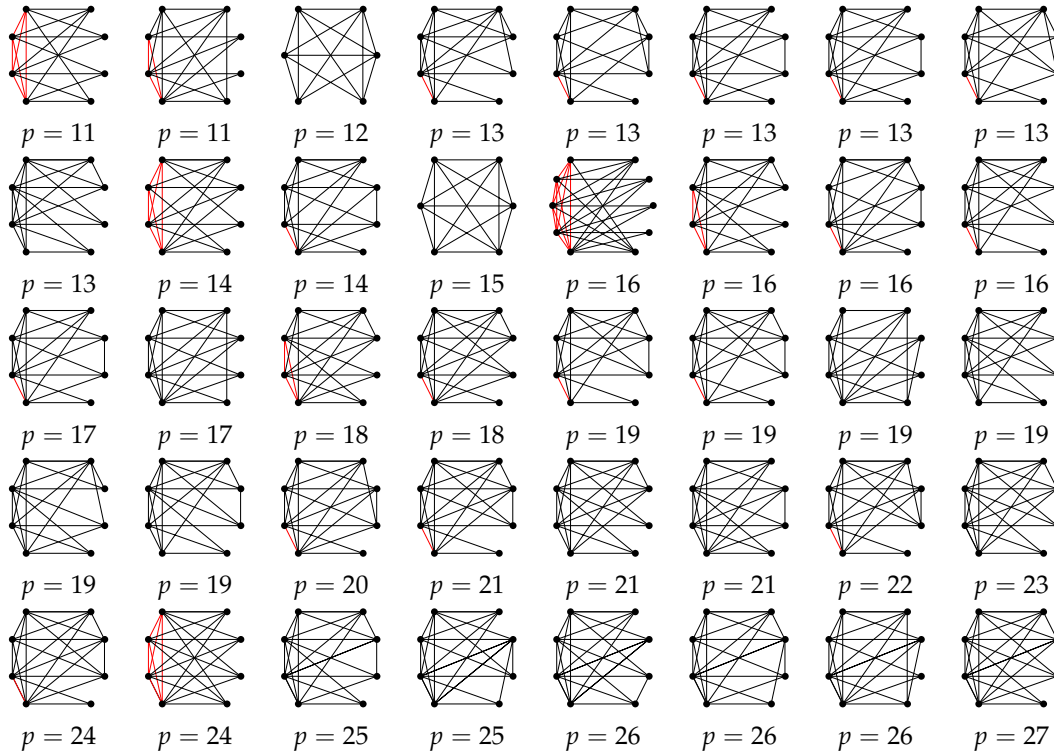 p = 11 p = 11 p = 12 p = 13 p = 13 p = 13 p = 13 p = 13
p = 13 p = 14 p = 14 p = 15 p = 16 p = 16 p = 16 p = 16
p = 17 p = 17 p = 18 p = 18 p = 19 p = 19 p = 19 p = 19
p = 19 p = 19 p = 20 p = 21 p = 21 p = 21 p = 22 p = 23
p = 24 p = 24 p = 25 p = 25 p = 26 p = 26 p = 26 p = 27